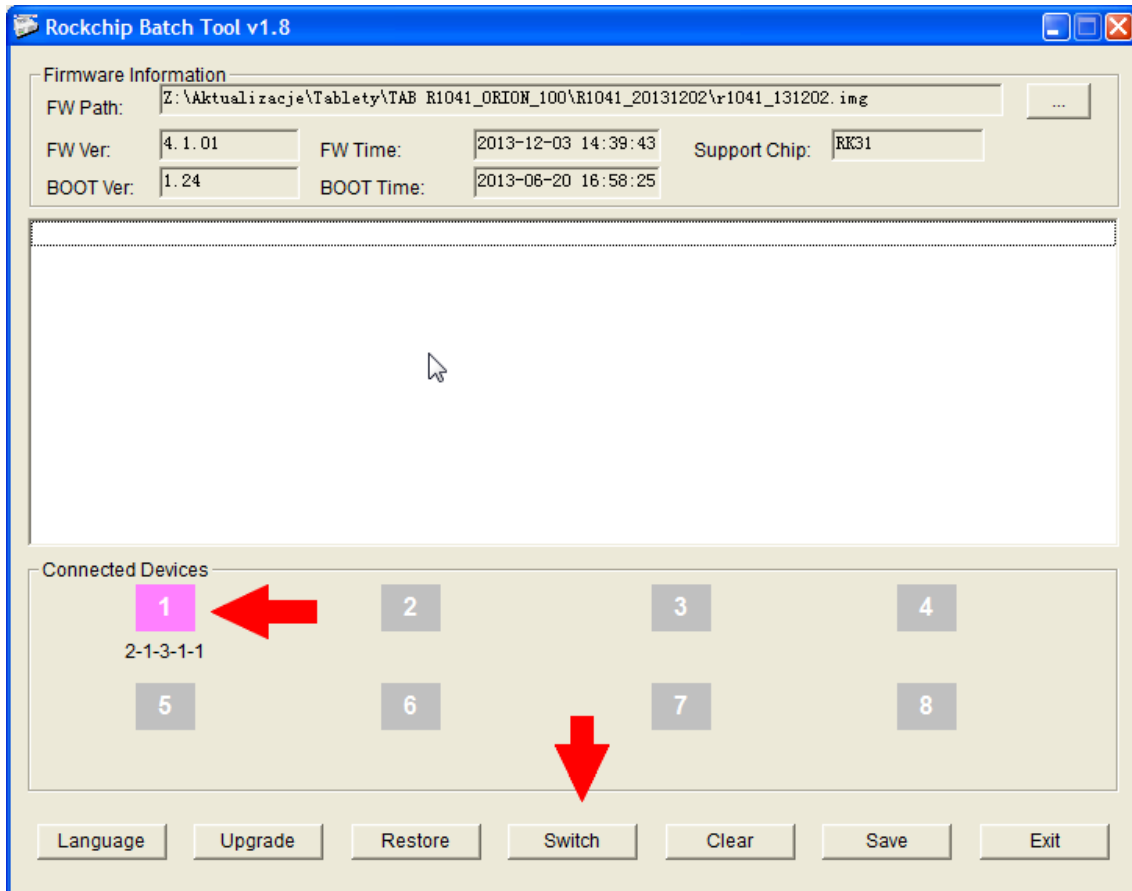 Rockchip Batch Tool v1.8
Firmware Information
FW Path: Z:\Aktualizacje\Tablety\TAB R1041_ORION_100\R1041_20131202\r1041_131202.img ...
FW Ver: 4.1.01 FW Time: 2013-12-03 14:39:43 Support Chip: RK31
BOOT Ver: 1.24 BOOT Time: 2013-06-20 16:58:25
Connected Devices
1 2 3 4
2-1-3-1-1
5 6 7 8
Language Upgrade Restore Switch Clear Save Exit